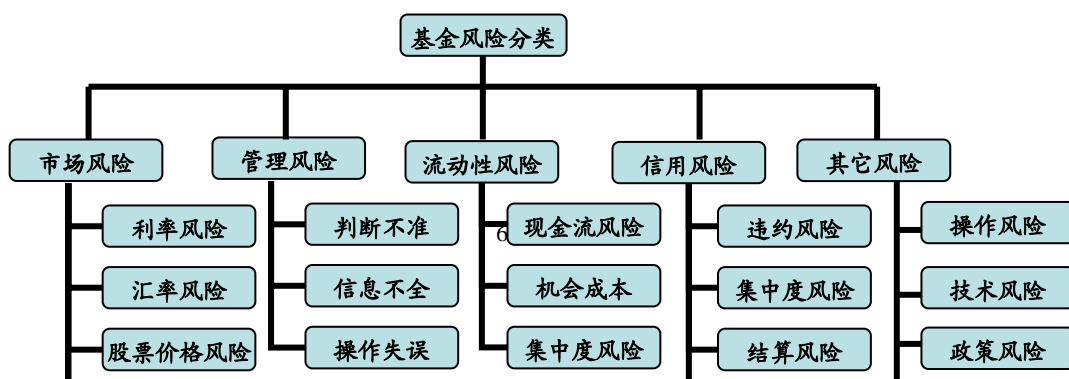 基金风险分类
市场风险
管理风险
流动性风险
信用风险
其它风险
利率风险
判断不准
6
现金流风险
违约风险
操作风险
汇率风险
信息不全
机会成本
集中度风险
技术风险
股票价格风险
操作失误
集中度风险
结算风险
政策风险